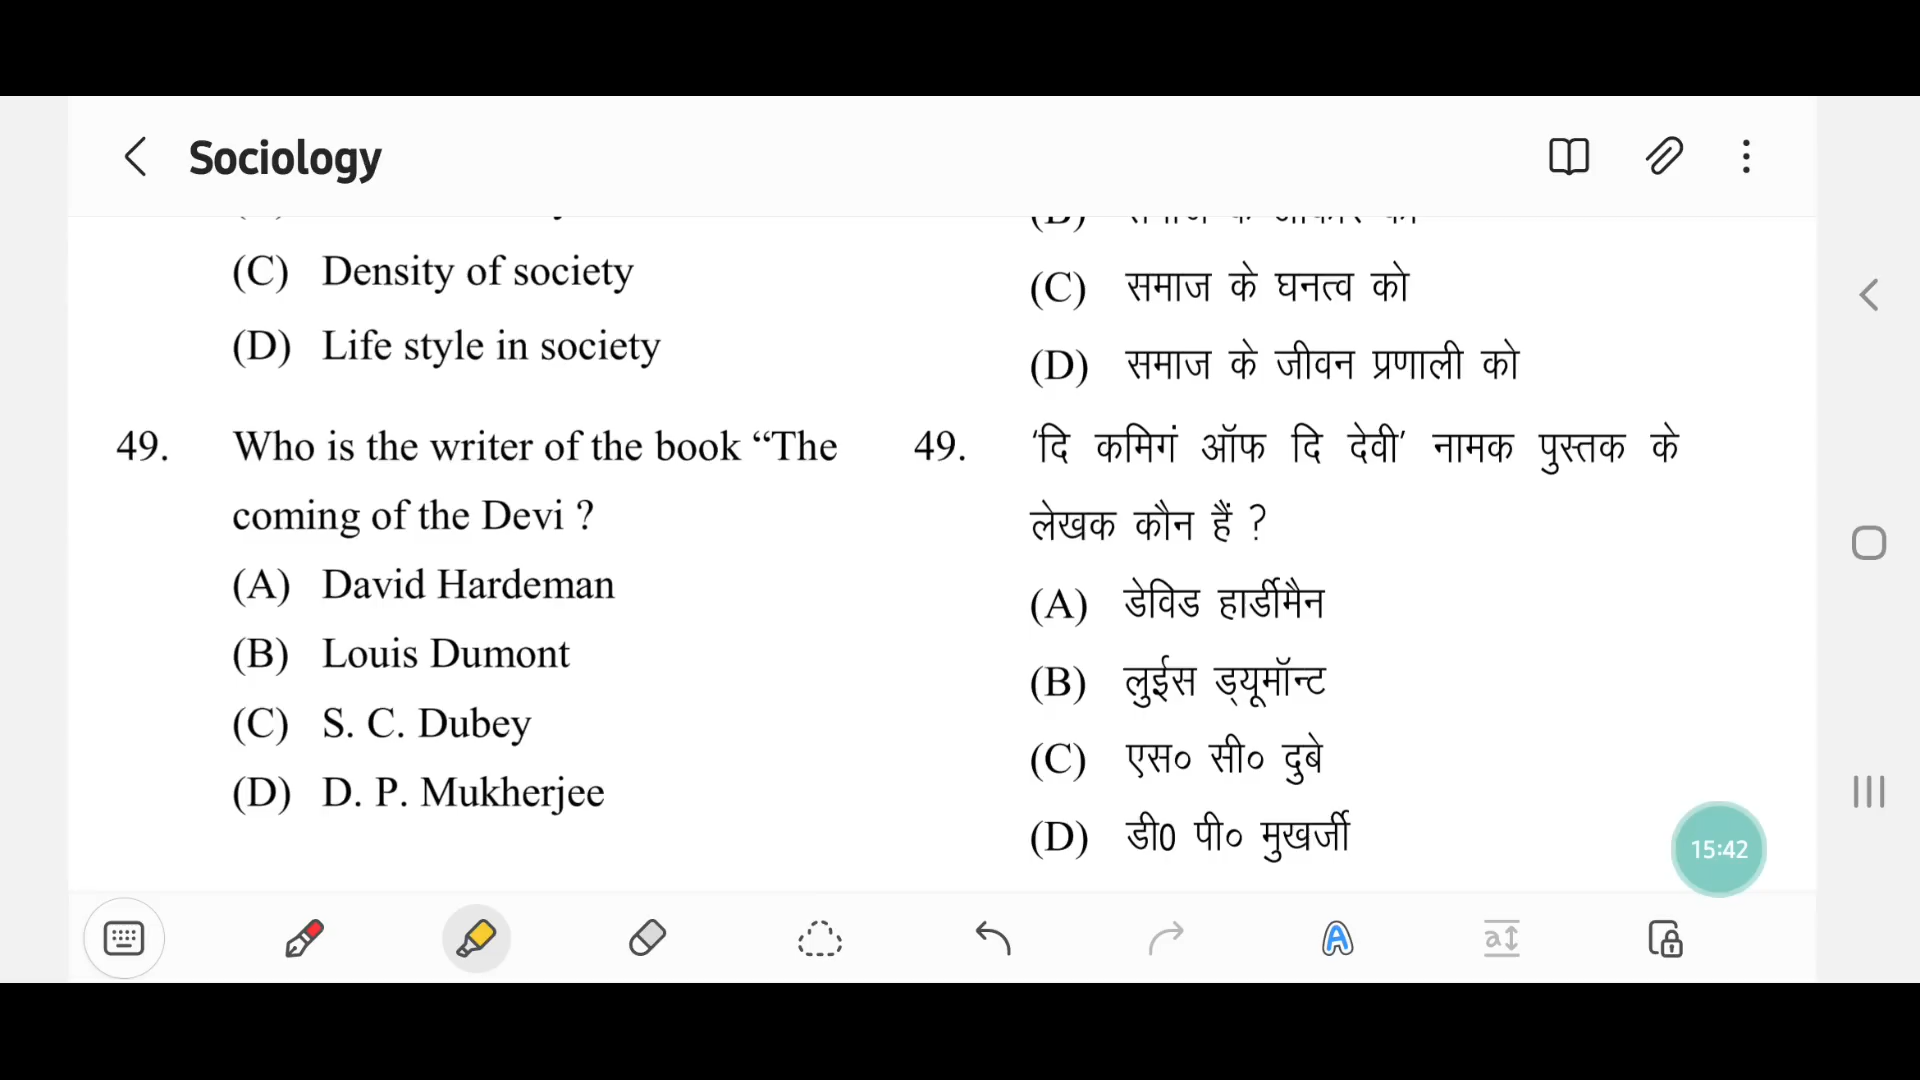 Sociology
(C) Density of society
(D) Life style in society
49. Who is the writer of the book “The
coming of the Devi ?
(A) David Hardeman
(B) Louis Dumont
(C) S. C. Dubey
(D) D. P. Mukherjee
(C) समाज के घनत्व को
(D) समाज के जीवन प्रणाली को
49. ‘दि कमिगं ऑफ दि देवी’ नामक पुस्तक के
लेखक कौन हैं ?
(A) डेविड हार्डीमैन
(B) लुईस ड्यूमॉन्ट
(C) एस० सी० दुबे
(D) डी0 पी० मुखर्जी
15:42